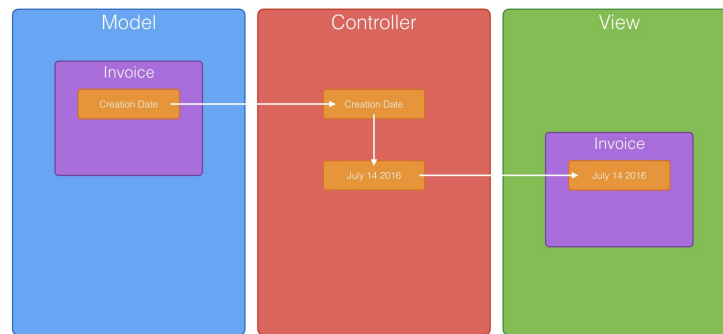 Model
Invoice
Creation Date
Controller
Creation Date
July 14 2016
View
Invoice
July 14 2016